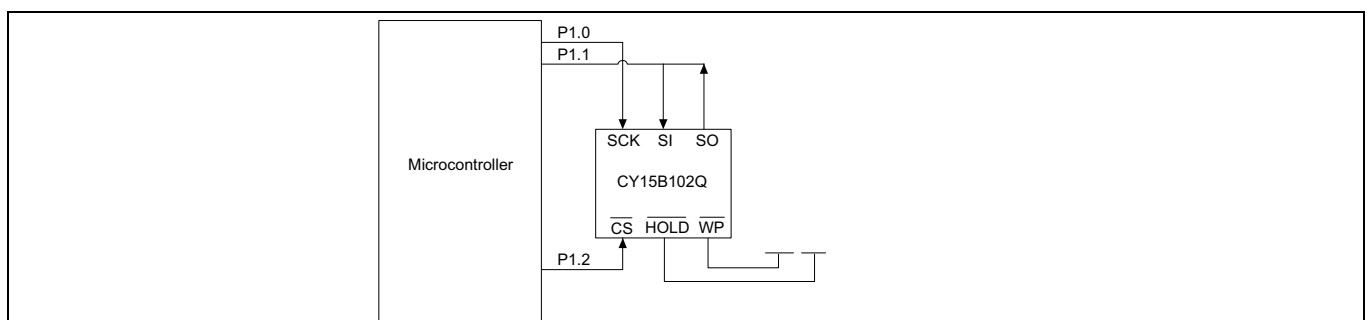 P1.0
P1.1
SCK SI SO
Microcontroller
CY15B102Q
CS HOLD WP
P1.2